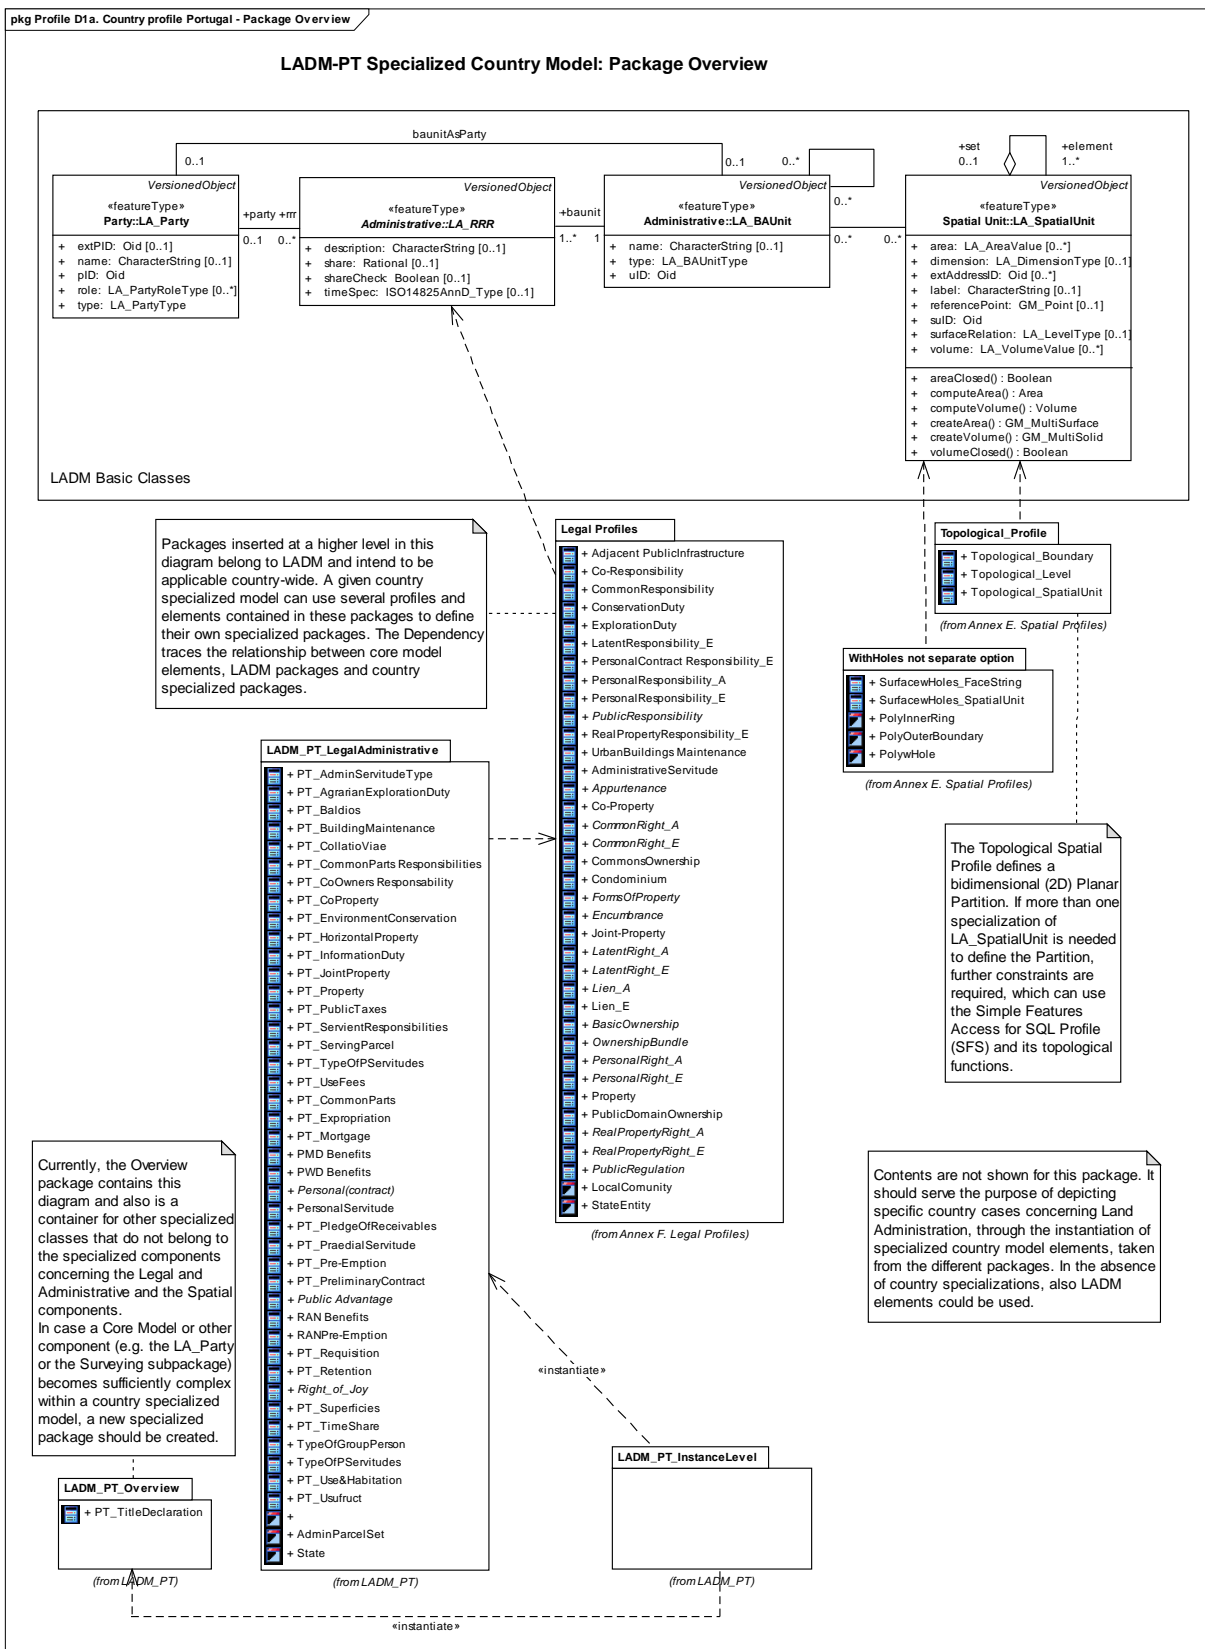 pkg Profile D1a. Country profile Portugal - Package Overview
LADM-PT Specialized Country Model: Package Overview
baunitAsParty
0..1
0..1
0..*
0..*
+set
0..1
+element
1..*
VersionedObject
«featureType»
Party::LA_Party
+ extPID: Oid [0..1]
+ name: CharacterString [0..1]
+ pID: Oid
+ role: LA_PartyRoleType [0..*]
+ type: LA_PartyType
+party +rrr
0..1 0..*
VersionedObject
«featureType»
Administrative::LA_RRR
+ description: CharacterString [0..1]
+ share: Rational [0..1]
+ shareCheck: Boolean [0..1]
+ timeSpec: ISO14825AnnD_Type [0..1]
+baunit
1..* 1
VersionedObject
«featureType»
Administrative::LA_BAUnit
+ name: CharacterString [0..1]
+ type: LA_BAUnitType
+ uID: Oid
0..* 0..*
VersionedObject
«featureType»
Spatial Unit::LA_SpatialUnit
+ area: LA_AreaValue [0..*]
+ dimension: LA_DimensionType [0..1]
+ extAddressID: Oid [0..*]
+ label: CharacterString [0..1]
+ referencePoint: GM_Point [0..1]
+ suID: Oid
+ surfaceRelation: LA_LevelType [0..1]
+ volume: LA_VolumeValue [0..*]
+ areaClosed() : Boolean
+ computeArea() : Area
+ computeVolume() : Volume
+ createArea() : GM_MultiSurface
+ createVolume() : GM_MultiSolid
+ volumeClosed() : Boolean
LADM Basic Classes
Packages inserted at a higher level in this
diagram belong to LADM and intend to be
applicable country-wide. A given country
specialized model can use several profiles and
elements contained in these packages to define
their own specialized packages. The Dependency
traces the relationship between core model
elements, LADM packages and country
specialized packages.
Legal Profiles
+ Adjacent PublicInfrastructure
+ Co-Responsibility
+ CommonResponsibility
+ ConservationDuty
+ ExplorationDuty
+ LatentResponsibility_E
+ PersonalContract Responsibility_E
+ PersonalResponsibility_A
+ PersonalResponsibility_E
+ PublicResponsibility
+ RealPropertyResponsibility_E
+ UrbanBuildings Maintenance
+ AdministrativeServitude
+ Appurtenance
+ Co-Property
+ CommonRight_A
+ CommonRight_E
+ CommonsOwnership
+ Condominium
+ FormsOfProperty
+ Encumbrance
+ Joint-Property
+ LatentRight_A
+ LatentRight_E
+ Lien_A
+ Lien_E
+ BasicOwnership
+ OwnershipBundle
+ PersonalRight_A
+ PersonalRight_E
+ Property
+ PublicDomainOwnership
+ RealPropertyRight_A
+ RealPropertyRight_E
+ PublicRegulation
+ LocalComunity
+ StateEntity
(from Annex F. Legal Profiles)
Topological_Profile
+ Topological_Boundary
+ Topological_Level
+ Topological_SpatialUnit
(from Annex E. Spatial Profiles)
WithHoles not separate option
+ SurfacewHoles_FaceString
+ SurfacewHoles_SpatialUnit
+ PolyInnerRing
+ PolyOuterBoundary
+ PolywHole
(from Annex E. Spatial Profiles)
The Topological Spatial
Profile defines a
bidimensional (2D) Planar
Partition. If more than one
specialization of
LA_SpatialUnit is needed
to define the Partition,
further constraints are
required, which can use
the Simple Features
Access for SQL Profile
(SFS) and its topological
functions.
LADM_PT_LegalAdministrative
+ PT_AdminServitudeType
+ PT_AgrarianExplorationDuty
+ PT_Baldios
+ PT_BuildingMaintenance
+ PT_CollatioViae
+ PT_CommonParts Responsibilities
+ PT_CoOwners Responsability
+ PT_CoProperty
+ PT_EnvironmentConservation
+ PT_HorizontalProperty
+ PT_InformationDuty
+ PT_JointProperty
+ PT_Property
+ PT_PublicTaxes
+ PT_ServientResponsibilities
+ PT_ServingParcel
+ PT_TypeOfPServitudes
+ PT_UseFees
+ PT_CommonParts
+ PT_Expropriation
+ PT_Mortgage
+ PMD Benefits
+ PWD Benefits
+ Personal(contract)
+ PersonalServitude
+ PT_PledgeOfReceivables
+ PT_PraedialServitude
+ PT_Pre-Emption
+ PT_PreliminaryContract
+ Public Advantage
+ RAN Benefits
+ RANPre-Emption
+ PT_Requisition
+ PT_Retention
+ Right_of_Joy
+ PT_Superficies
+ PT_TimeShare
+ TypeOfGroupPerson
+ TypeOfPServitudes
+ PT_Use&Habitation
+ PT_Usufruct
+
+ AdminParcelSet
+ State
(from LADM_PT)
Currently, the Overview
package contains this
diagram and also is a
container for other specialized
classes that do not belong to
the specialized components
concerning the Legal and
Administrative and the Spatial
components.
In case a Core Model or other
component (e.g. the LA_Party
or the Surveying subpackage)
becomes sufficiently complex
within a country specialized
model, a new specialized
package should be created.
Contents are not shown for this package. It
should serve the purpose of depicting
specific country cases concerning Land
Administration, through the instantiation of
specialized country model elements, taken
from the different packages. In the absence
of country specializations, also LADM
elements could be used.
«instantiate»
LADM_PT_Overview
+ PT_TitleDeclaration
(from LADM_PT)
LADM_PT_InstanceLevel
(from LADM_PT)
«instantiate»